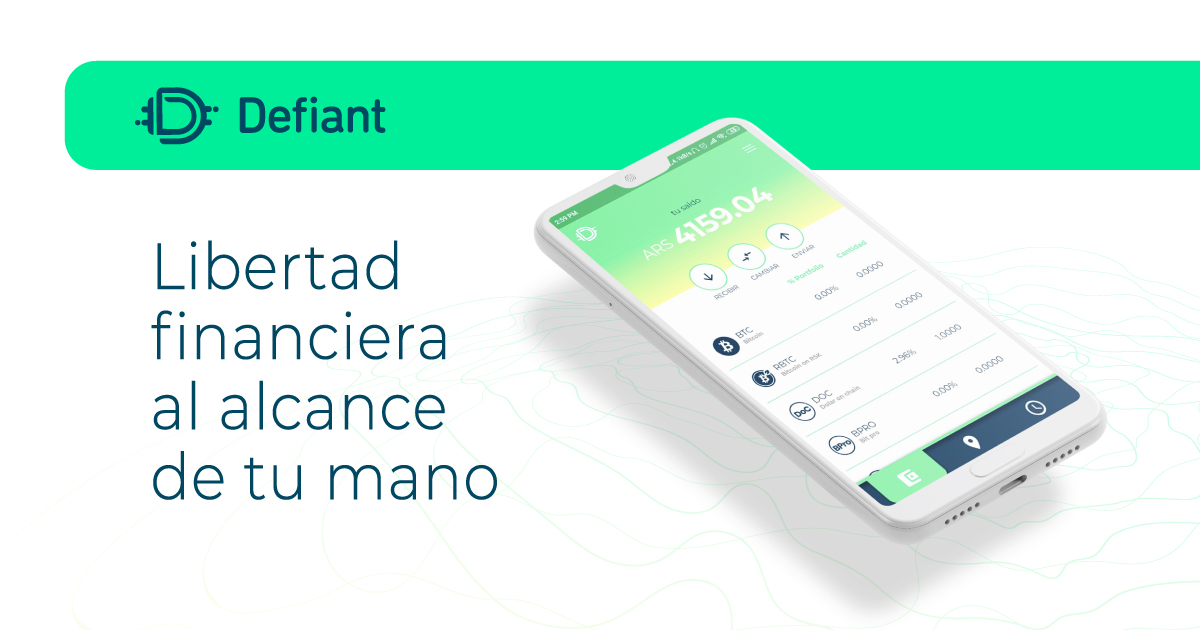 Defiant
Libertad
financiera
al alcance
de tu mano
2:59 PM
tu saldo
ARS 4159.04
RECIBIR
CAMBIAR
ENVIAR
% Portfolio
Cantidad
BTC
Bitcoin
0.00%
0.0000
RBTC
Bitcoin on RSK
0.00%
0.0000
DoC
DOC
Dolar on chain
2.96%
1.0000
BPro
BPRO
Bit pro
0.00%
0.0000